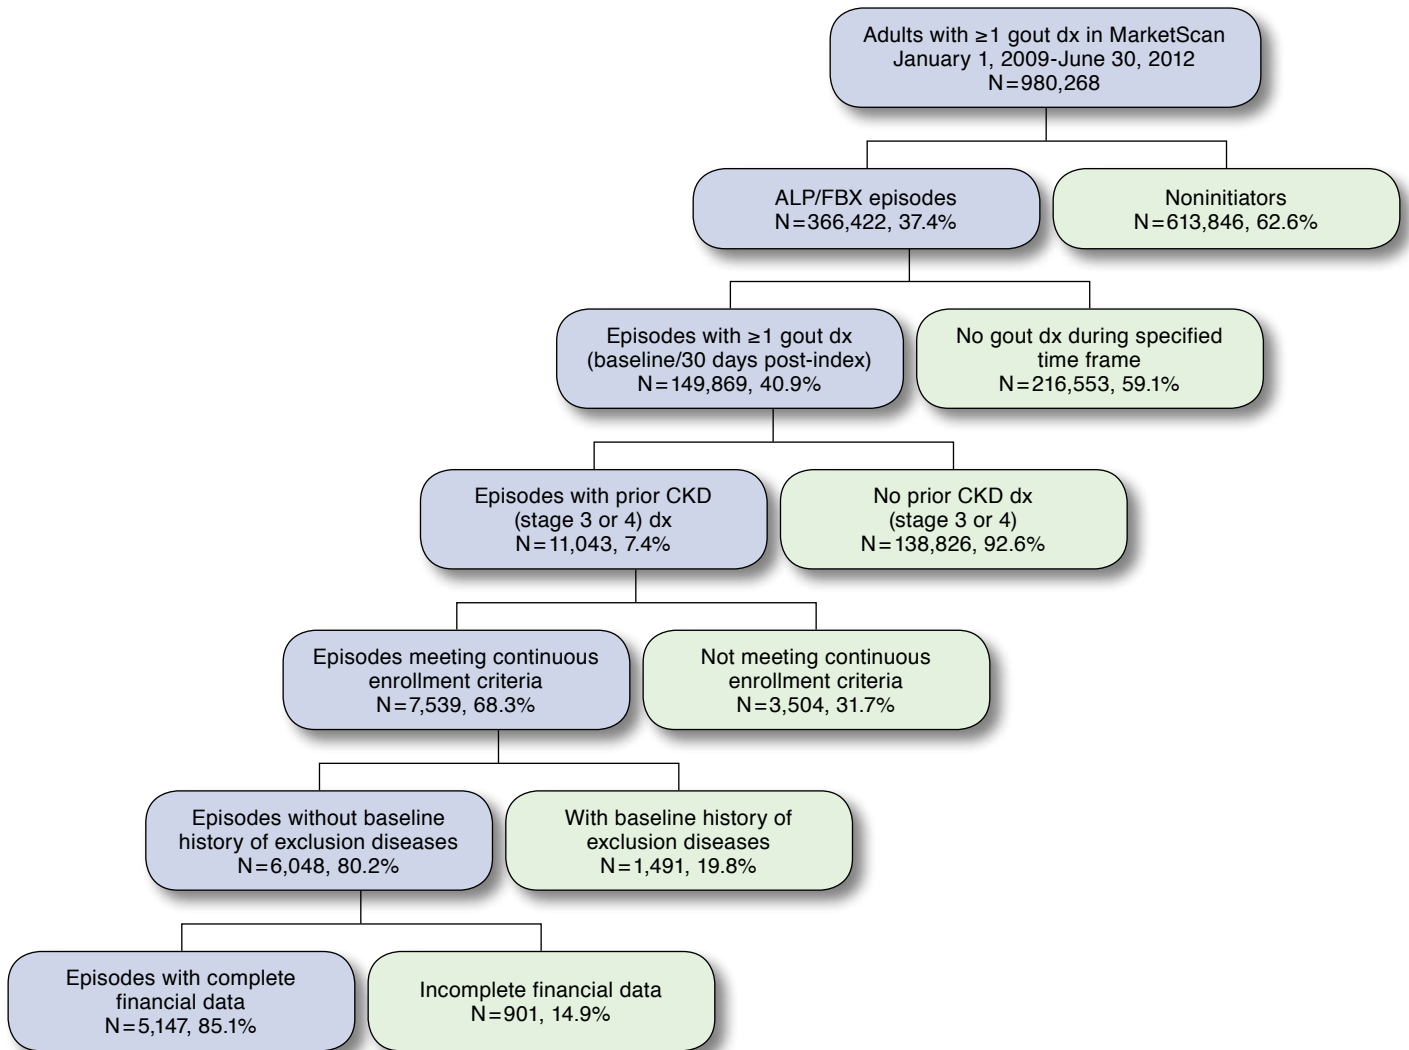 Adults with ≥1 gout dx in MarketScan
January 1, 2009-June 30, 2012
N=980,268
ALP/FBX episodes
N=366,422, 37.4%
Noninitiators
N=613,846, 62.6%
Episodes with ≥1 gout dx
(baseline/30 days post-index)
N=149,869, 40.9%
No gout dx during specified
time frame
N=216,553, 59.1%
Episodes with prior CKD
(stage 3 or 4) dx
N=11,043, 7.4%
No prior CKD dx
(stage 3 or 4)
N=138,826, 92.6%
Episodes meeting continuous
enrollment criteria
N=7,539, 68.3%
Not meeting continuous
enrollment criteria
N=3,504, 31.7%
Episodes without baseline
history of exclusion diseases
N=6,048, 80.2%
With baseline history of
exclusion diseases
N=1,491, 19.8%
Episodes with complete
financial data
N=5,147, 85.1%
Incomplete financial data
N=901, 14.9%